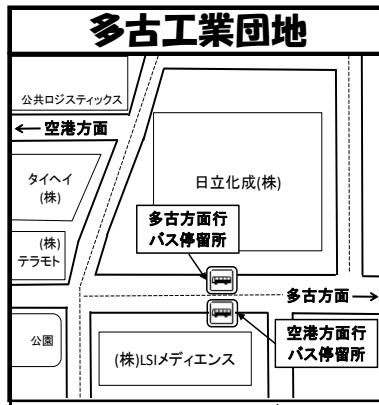 多古工業団地
公共ロジスティックス
← 空港方面
タイヘイ
(株)
日立化成(株)
多古方面行
バス停留所
(株)
テラモト
多古方面 →
公園
空港方面行
バス停留所
(株)LSIメディエンス